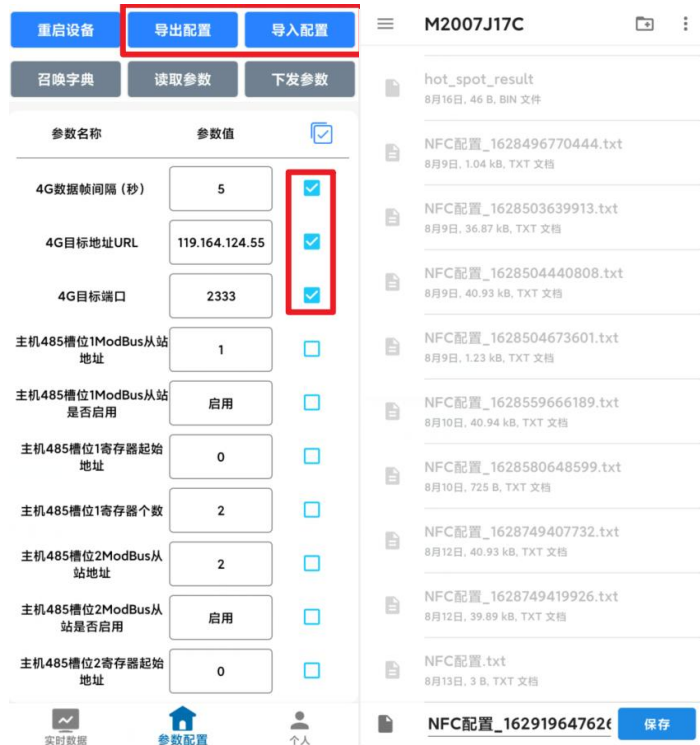 重启设备
导出配置
导入配置
召唤字典
读取参数
下发参数
参数名称
参数值
4G数据帧间隔（秒）
5
4G目标地址URL
119.164.124.55
4G目标端口
2333
主机485槽位1ModBus从站
地址
1
主机485槽位1ModBus从站
是否启用
启用
主机485槽位1寄存器起始
地址
0
主机485槽位1寄存器个数
2
主机485槽位2ModBus从
站地址
2
主机485槽位2ModBus从
站是否启用
启用
主机485槽位2寄存器起始
地址
0
实时数据
参数配置
个人
M2007J17C
hot_spot_result
8月16日, 46 B, BIN 文件
NFC配置_1628496770444.txt
8月9日, 1.04 kB, TXT 文档
NFC配置_1628503639913.txt
8月9日, 36.87 kB, TXT 文档
NFC配置_1628504440808.txt
8月9日, 40.93 kB, TXT 文档
NFC配置_1628504673601.txt
8月9日, 1.23 kB, TXT 文档
NFC配置_1628559666189.txt
8月10日, 40.94 kB, TXT 文档
NFC配置_1628580648599.txt
8月10日, 725 B, TXT 文档
NFC配置_1628749407732.txt
8月12日, 40.93 kB, TXT 文档
NFC配置_1628749419926.txt
8月12日, 39.89 kB, TXT 文档
NFC配置.txt
8月13日, 3 B, TXT 文档
NFC配置_162919647626
保存